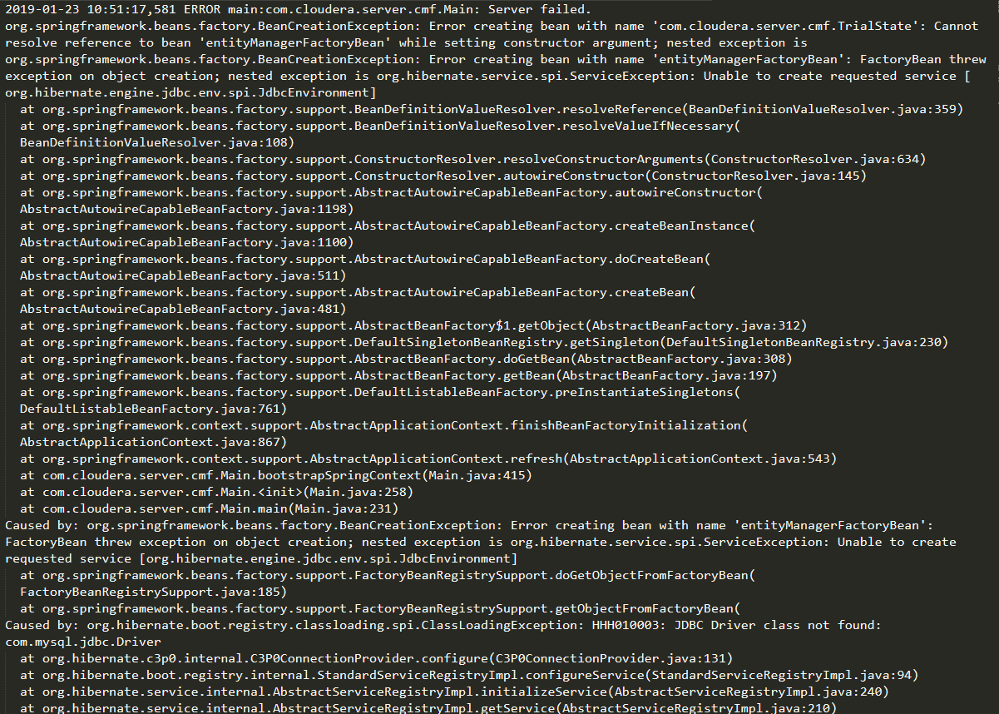 2019-01-23 10:51:17,581 ERROR main:com.cloudera.server.cmf.Main: Server failed.
org.springframework.beans.factory.BeanCreationException: Error creating bean with name 'com.cloudera.server.cmf.TrialState': Cannot
resolve reference to bean 'entityManagerFactoryBean' while setting constructor argument; nested exception is
org.springframework.beans.factory.BeanCreationException: Error creating bean with name 'entityManagerFactoryBean': FactoryBean threw
exception on object creation; nested exception is org.hibernate.service.spi.ServiceException: Unable to create requested service [
org.hibernate.engine.jdbc.env.spi.JdbcEnvironment]
at org.springframework.beans.factory.support.BeanDefinitionValueResolver.resolveReference(BeanDefinitionValueResolver.java:359)
at org.springframework.beans.factory.support.BeanDefinitionValueResolver.resolveValueIfNecessary(
BeanDefinitionValueResolver.java:108)
at org.springframework.beans.factory.support.ConstructorResolver.resolveConstructorArguments(ConstructorResolver.java:634)
at org.springframework.beans.factory.support.ConstructorResolver.autowireConstructor(ConstructorResolver.java:145)
at org.springframework.beans.factory.support.AbstractAutowireCapableBeanFactory.autowireConstructor(
AbstractAutowireCapableBeanFactory.java:1198)
at org.springframework.beans.factory.support.AbstractAutowireCapableBeanFactory.createBeanInstance(
AbstractAutowireCapableBeanFactory.java:1100)
at org.springframework.beans.factory.support.AbstractAutowireCapableBeanFactory.doCreateBean(
AbstractAutowireCapableBeanFactory.java:511)
at org.springframework.beans.factory.support.AbstractAutowireCapableBeanFactory.createBean(
AbstractAutowireCapableBeanFactory.java:481)
at org.springframework.beans.factory.support.AbstractBeanFactory$1.getObject(AbstractBeanFactory.java:312)
at org.springframework.beans.factory.support.DefaultSingletonBeanRegistry.getSingleton(DefaultSingletonBeanRegistry.java:230)
at org.springframework.beans.factory.support.AbstractBeanFactory.doGetBean(AbstractBeanFactory.java:308)
at org.springframework.beans.factory.support.AbstractBeanFactory.getBean(AbstractBeanFactory.java:197)
at org.springframework.beans.factory.support.DefaultListableBeanFactory.preInstantiateSingletons(
DefaultListableBeanFactory.java:761)
at org.springframework.context.support.AbstractApplicationContext.finishBeanFactoryInitialization(
AbstractApplicationContext.java:867)
at org.springframework.context.support.AbstractApplicationContext.refresh(AbstractApplicationContext.java:543)
at com.cloudera.server.cmf.Main.bootstrapSpringContext(Main.java:415)
at com.cloudera.server.cmf.Main.<init>(Main.java:258)
at com.cloudera.server.cmf.Main.main(Main.java:231)
Caused by: org.springframework.beans.factory.BeanCreationException: Error creating bean with name 'entityManagerFactoryBean':
FactoryBean threw exception on object creation; nested exception is org.hibernate.service.spi.ServiceException: Unable to create
requested service [org.hibernate.engine.jdbc.env.spi.JdbcEnvironment]
at org.springframework.beans.factory.support.FactoryBeanRegistrySupport.doGetObjectFromFactoryBean(
FactoryBeanRegistrySupport.java:185)
at org.springframework.beans.factory.support.FactoryBeanRegistrySupport.getObjectFromFactoryBean(
Caused by: org.hibernate.boot.registry.classloading.spi.ClassLoadingException: HHH010003: JDBC Driver class not found:
com.mysql.jdbc.Driver
at org.hibernate.c3p0.internal.C3P0ConnectionProvider.configure(C3P0ConnectionProvider.java:131)
at org.hibernate.boot.registry.internal.StandardServiceRegistryImpl.configureService(StandardServiceRegistryImpl.java:94)
at org.hibernate.service.internal.AbstractServiceRegistryImpl.initializeService(AbstractServiceRegistryImpl.java:240)
at org.hibernate.service.internal.AbstractServiceRegistryImpl.getService(AbstractServiceRegistryImpl.java:210)